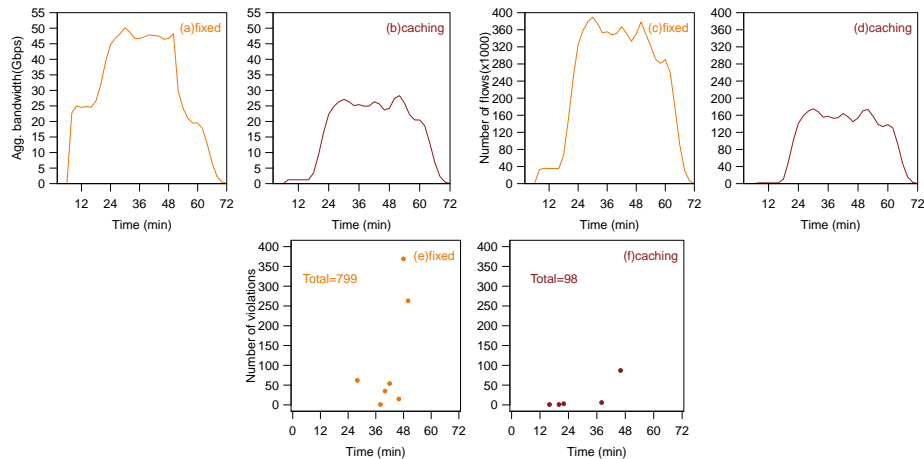 (a)fixed
Agg. bandwidth(Gbps)
55
50
45
40
35
30
25
20
15
10
5
0
12 24 36 48 60 72
Time (min)
(b)caching
55
50
45
40
35
30
25
20
15
10
5
0
12 24 36 48 60 72
Time (min)
(c)fixed
Number of flows(x1000)
400
360
320
280
240
200
160
120
80
40
0
12 24 36 48 60 72
Time (min)
(d)caching
400
360
320
280
240
200
160
120
80
40
0
12 24 36 48 60 72
Time (min)
(e)fixed
Total=799
Number of violations
400
350
300
250
200
150
100
50
0
0 12 24 36 48 60 72
Time (min)
(f)caching
Total=98
400
350
300
250
200
150
100
50
0
0 12 24 36 48 60 72
Time (min)